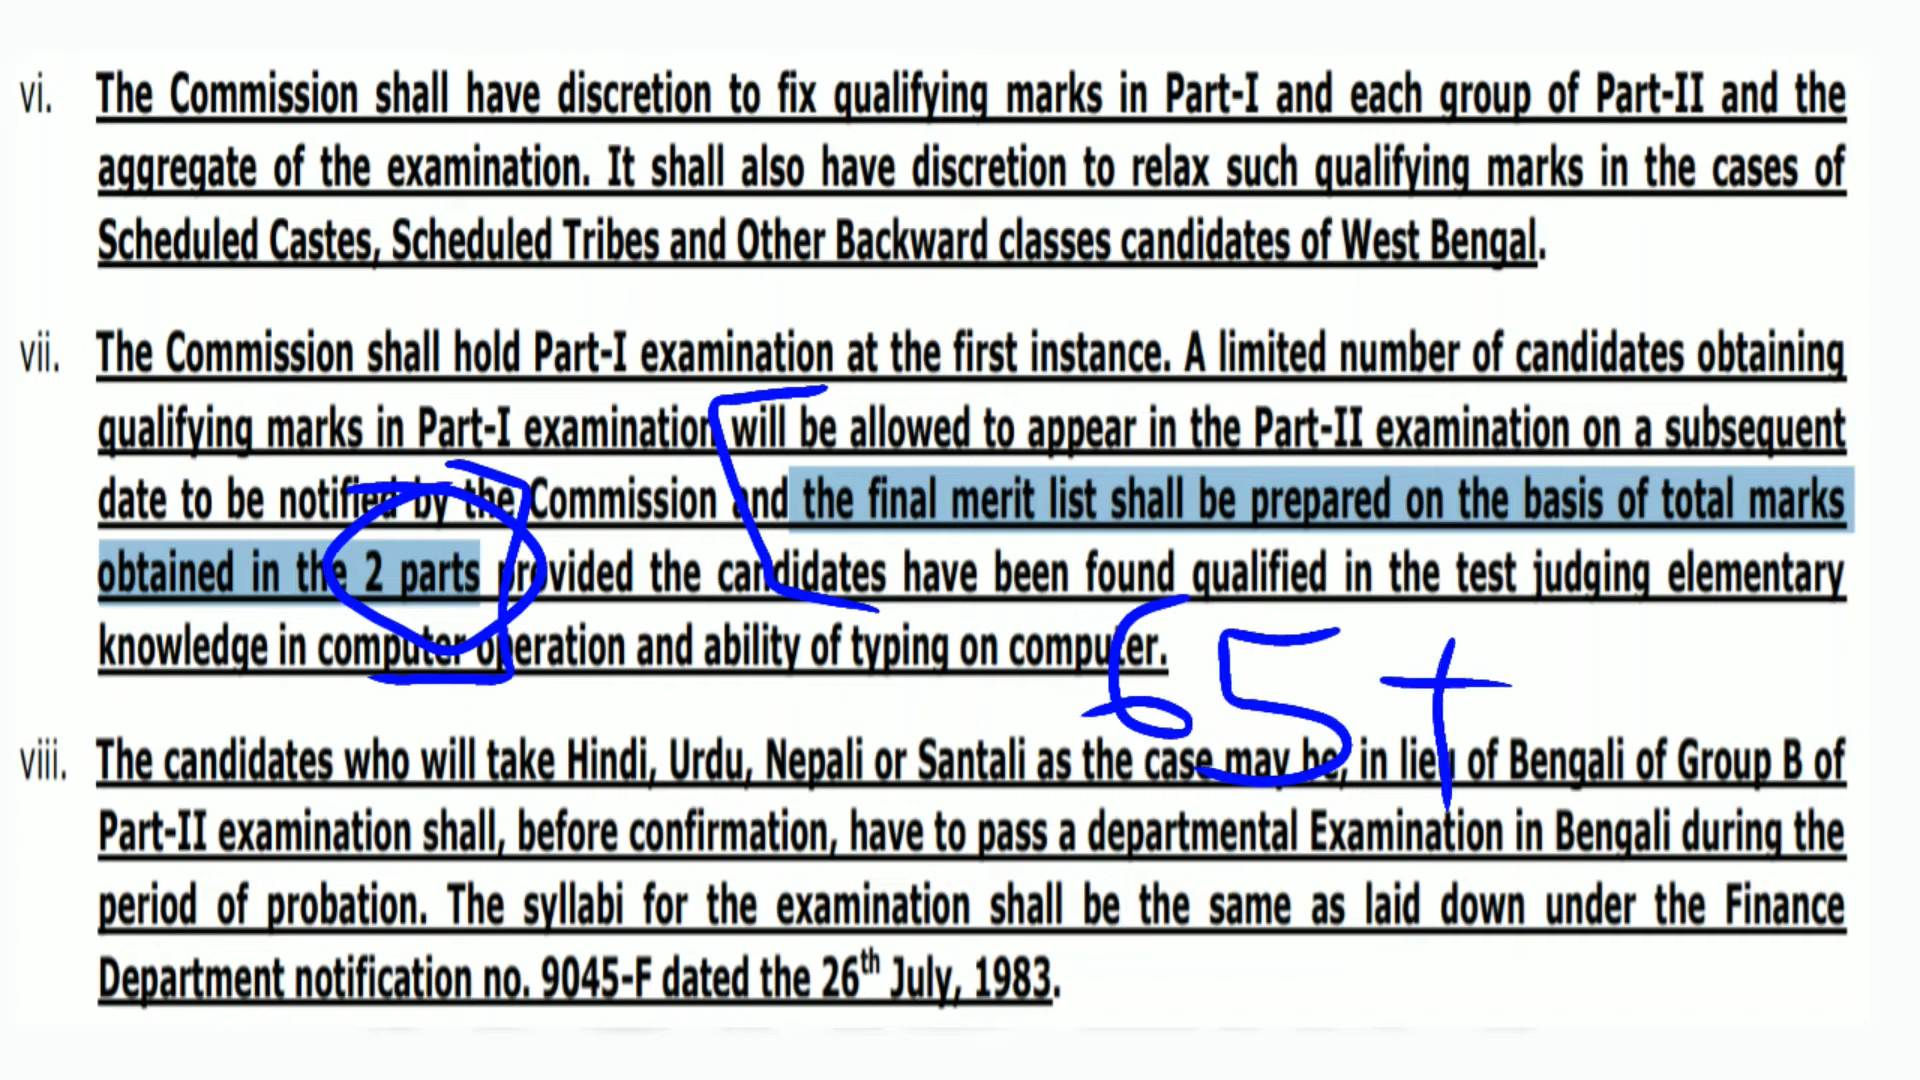 vi. The Commission shall have discretion to fix qualifying marks in Part-I and each group of Part-II and the
aggregate of the examination. It shall also have discretion to relax such qualifying marks in the cases of
Scheduled Castes, Scheduled Tribes and Other Backward classes candidates of West Bengal.
vii. The Commission shall hold Part-I examination at the first instance. A limited number of candidates obtaining
qualifying marks in Part-I examination will be allowed to appear in the Part-II examination on a subsequent
date to be notified by the Commission and the final merit list shall be prepared on the basis of total marks
obtained in the 2 parts provided the candidates have been found qualified in the test judging elementary
knowledge in computer operation and ability of typing on computer.
65+
viii. The candidates who will take Hindi, Urdu, Nepali or Santali as the case may be, in lieu of Bengali of Group B of
Part-II examination shall, before confirmation, have to pass a departmental Examination in Bengali during the
period of probation. The syllabi for the examination shall be the same as laid down under the Finance
Department notification no. 9045-F dated the 26th July, 1983.